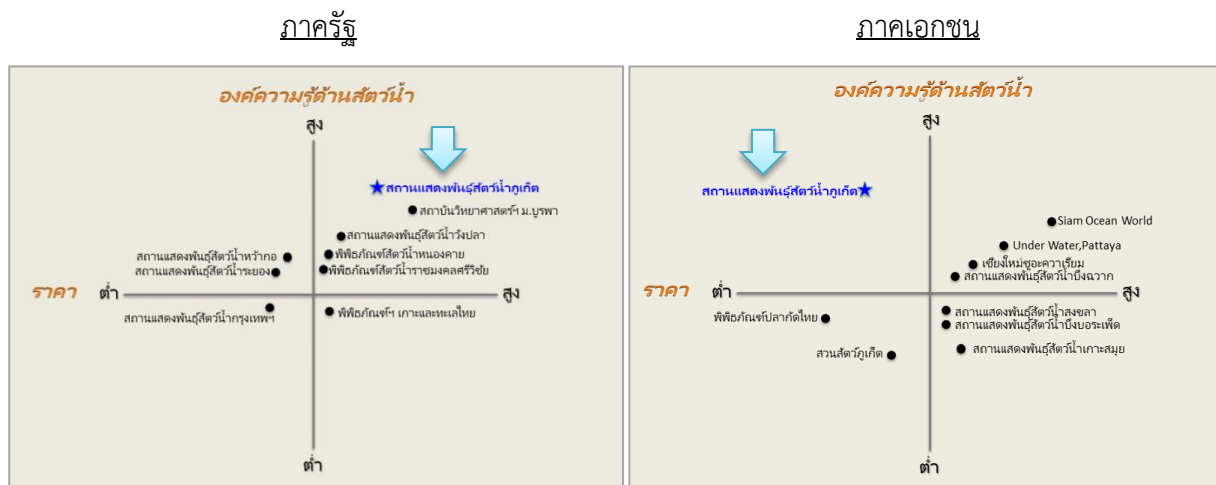 ภาครัฐ
องค์ความรู้ด้านสัตว์น้ำ
สูง
★สถานแสดงพันธุ์สัตว์น้ำภูเก็ต
สถาบันวิทยาศาสตร์ฯ ม.บูรพา
สถานแสดงพันธุ์สัตว์น้ำวังปลา
สถานแสดงพันธุ์สัตว์น้ำหว้ากอ
พิพิธภัณฑ์สัตว์น้ำหนองคาย
สถานแสดงพันธุ์สัตว์น้ำระยอง
พิพิธภัณฑ์สัตว์น้ำราชมงคลศรีวิชัย
ราคา ต่ำ สูง
สถานแสดงพันธุ์สัตว์น้ำกรุงเทพฯ
พิพิธภัณฑ์ฯ เกาะและทะเลไทย
ต่ำ
ภาคเอกชน
องค์ความรู้ด้านสัตว์น้ำ
สูง
สถานแสดงพันธุ์สัตว์น้ำภูเก็ต★
Siam Ocean World
Under Water,Pattaya
เชียงใหม่ซูอะควาเรียม
สถานแสดงพันธุ์สัตว์น้ำบึงฉวาก
ราคา ต่ำ สูง
สถานแสดงพันธุ์สัตว์น้ำสงขลา
พิพิธภัณฑ์ปลากัดไทย
สถานแสดงพันธุ์สัตว์น้ำบึงบอระเพ็ด
สถานแสดงพันธุ์สัตว์น้ำเกาะสมุย
สวนสัตว์ภูเก็ต
ต่ำ